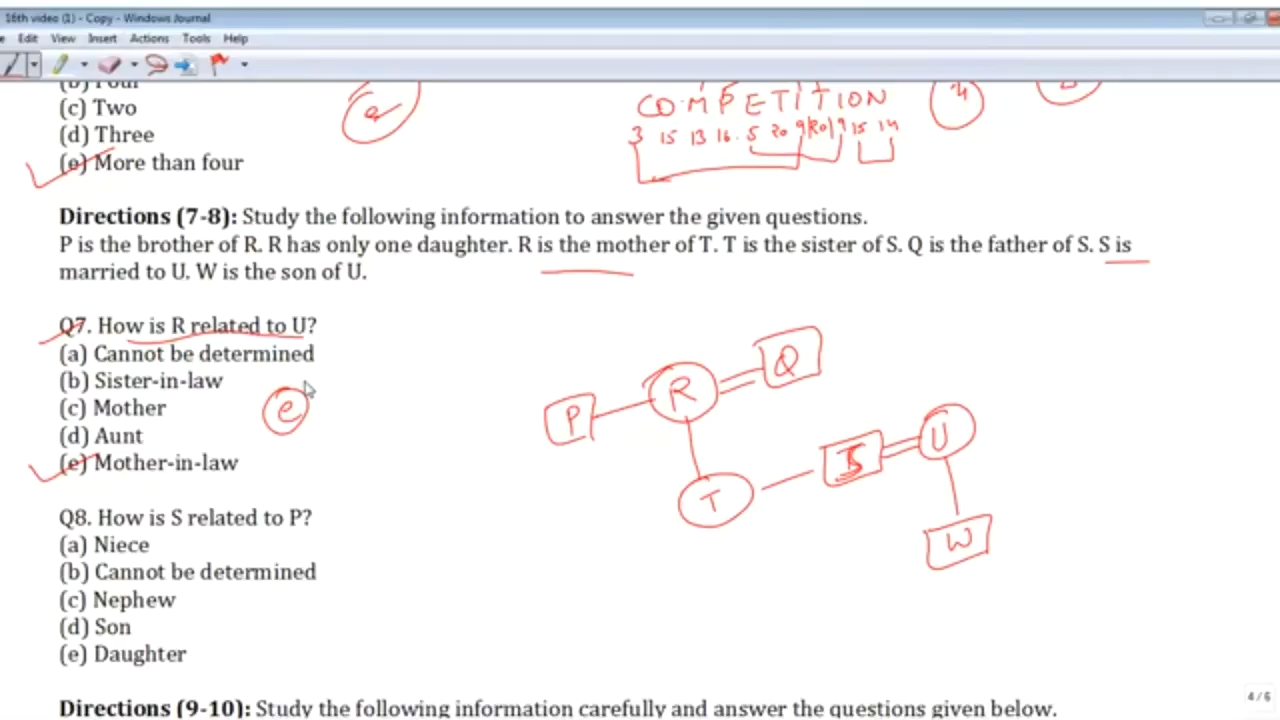 16th video (1) - Copy - Windows Journal
Edit View Insert Actions Tools Help
(b) Four
(c) Two
(d) Three
(e) More than four
e
COMPETITION
3 15 13 16 5 20 9 20 9 15 14
Directions (7-8): Study the following information to answer the given questions.
P is the brother of R. R has only one daughter. R is the mother of T. T is the sister of S. Q is the father of S. S is
married to U. W is the son of U.
Q7. How is R related to U?
(a) Cannot be determined
(b) Sister-in-law
(c) Mother
(d) Aunt
(e) Mother-in-law
e
P R Q
T S U
W
Q8. How is S related to P?
(a) Niece
(b) Cannot be determined
(c) Nephew
(d) Son
(e) Daughter
Directions (9-10): Study the following information carefully and answer the questions given below.
4 / 6